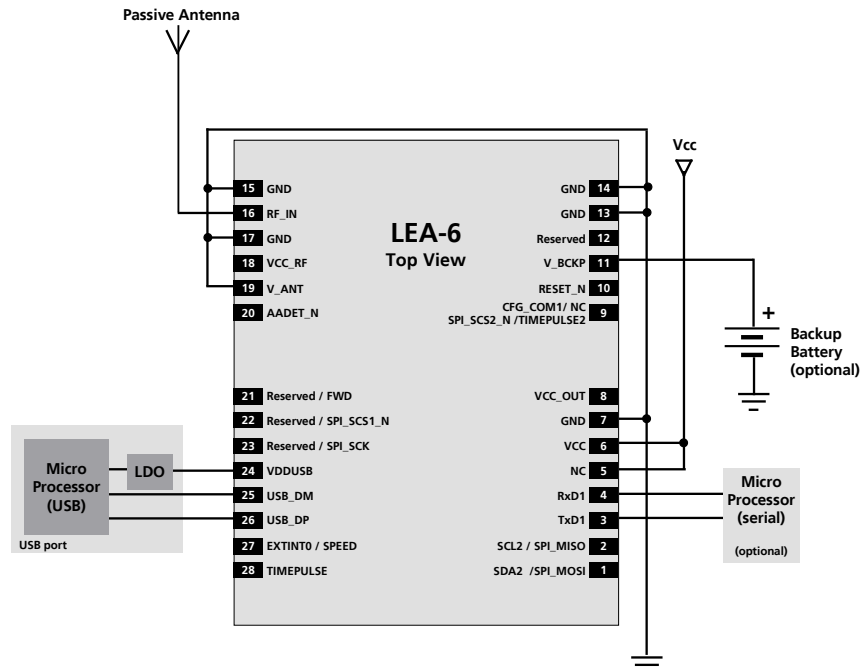 Passive Antenna
Vcc
LEA-6
Top View
15 GND
16 RF_IN
17 GND
18 VCC_RF
19 V_ANT
20 AADET_N
21 Reserved / FWD
22 Reserved / SPI_SCS1_N
23 Reserved / SPI_SCK
24 VDDUSB
25 USB_DM
26 USB_DP
27 EXTINT0 / SPEED
28 TIMEPULSE
GND 14
GND 13
Reserved 12
V_BCKP 11
RESET_N 10
CFG_COM1/ NC
SPI_SCS2_N /TIMEPULSE2 9
VCC_OUT 8
GND 7
VCC 6
NC 5
RxD1 4
TxD1 3
SCL2 / SPI_MISO 2
SDA2 /SPI_MOSI 1
+
Backup
Battery
(optional)
Micro
Processor
(USB)
LDO
USB port
Micro
Processor
(serial)
(optional)